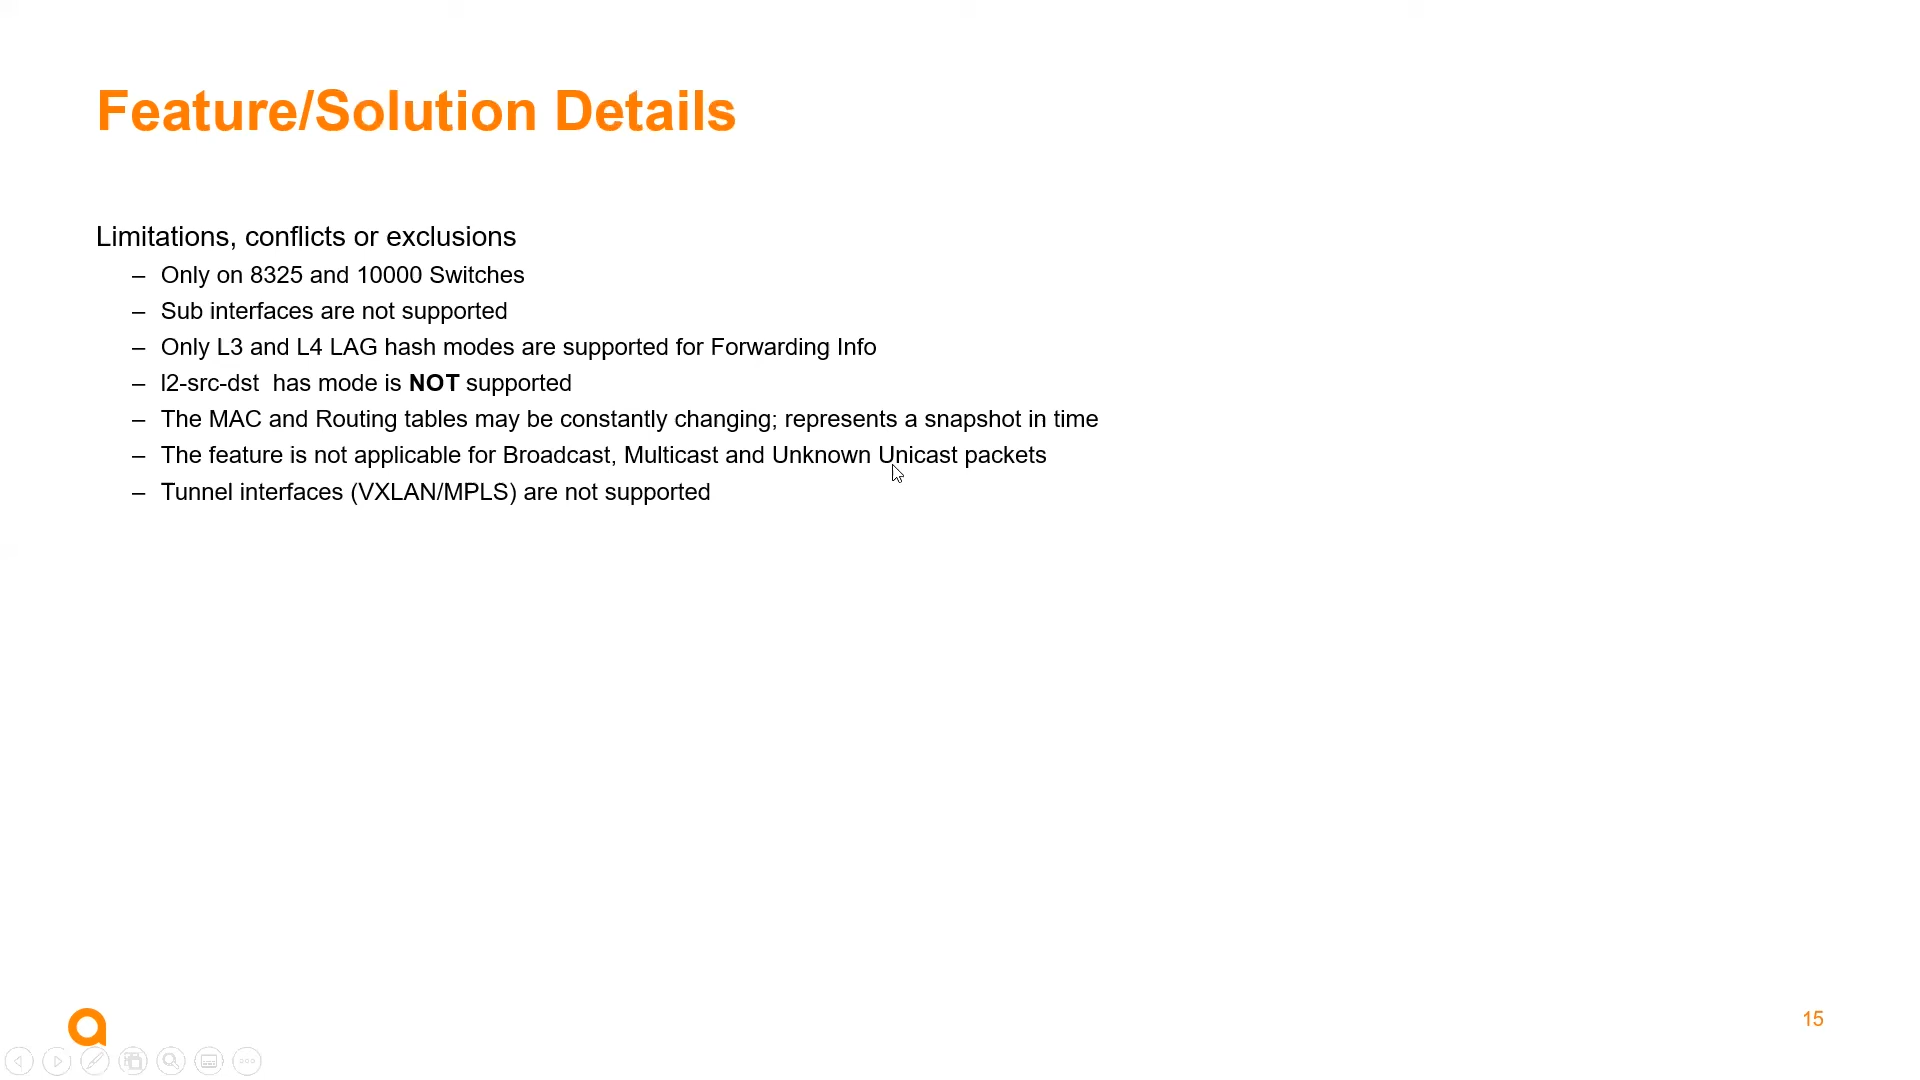 Feature/Solution Details
Limitations, conflicts or exclusions
– Only on 8325 and 10000 Switches
– Sub interfaces are not supported
– Only L3 and L4 LAG hash modes are supported for Forwarding Info
– l2-src-dst  has mode is NOT supported
– The MAC and Routing tables may be constantly changing; represents a snapshot in time
– The feature is not applicable for Broadcast, Multicast and Unknown Unicast packets
– Tunnel interfaces (VXLAN/MPLS) are not supported
15